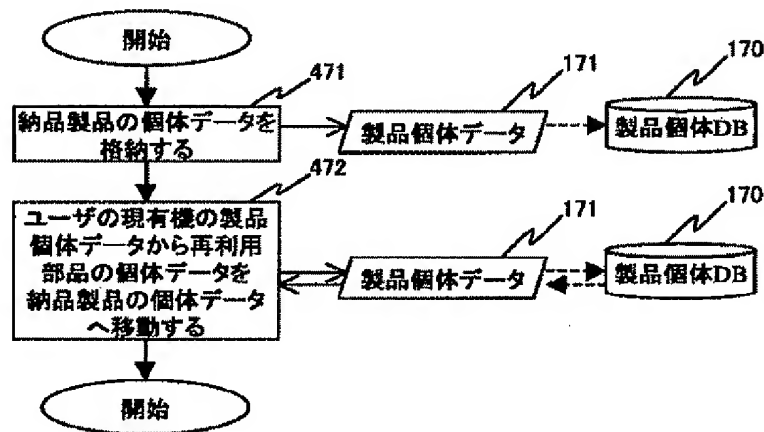 開始
471
納品製品の個体データを
格納する
171
製品個体データ
170
製品個体DB
472
ユーザの現有機の製品
個体データから再利用
部品の個体データを
納品製品の個体データ
へ移動する
171
製品個体データ
170
製品個体DB
開始